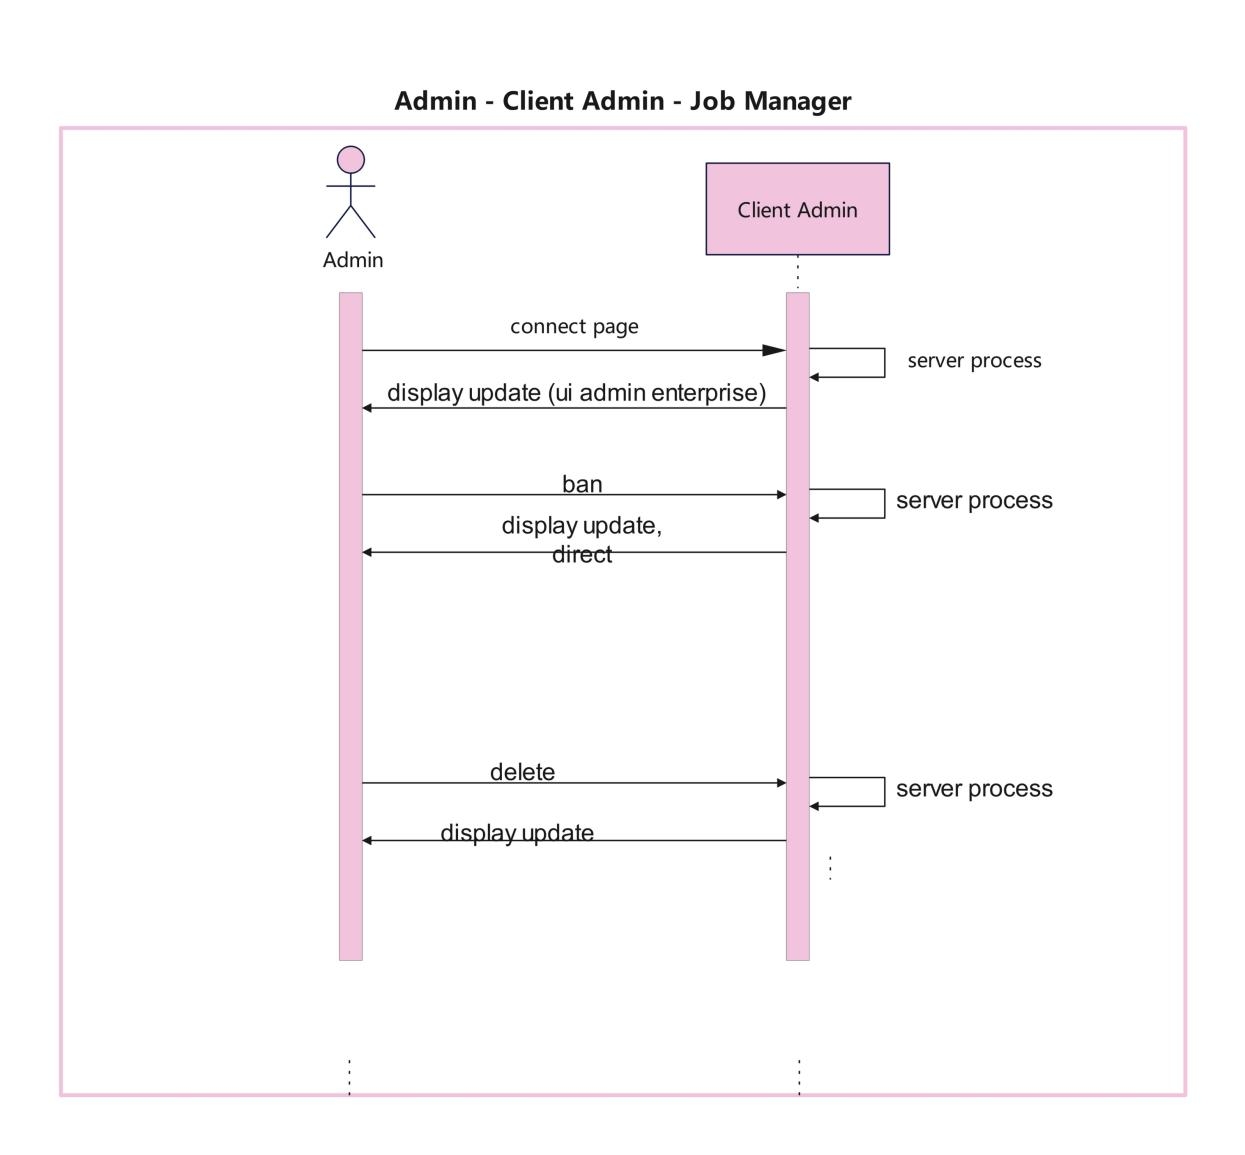 Admin - Client Admin - Job Manager
Client Admin
Admin
connect page
server process
display update (ui admin enterprise)
ban
server process
display update,
direct
delete
server process
display update